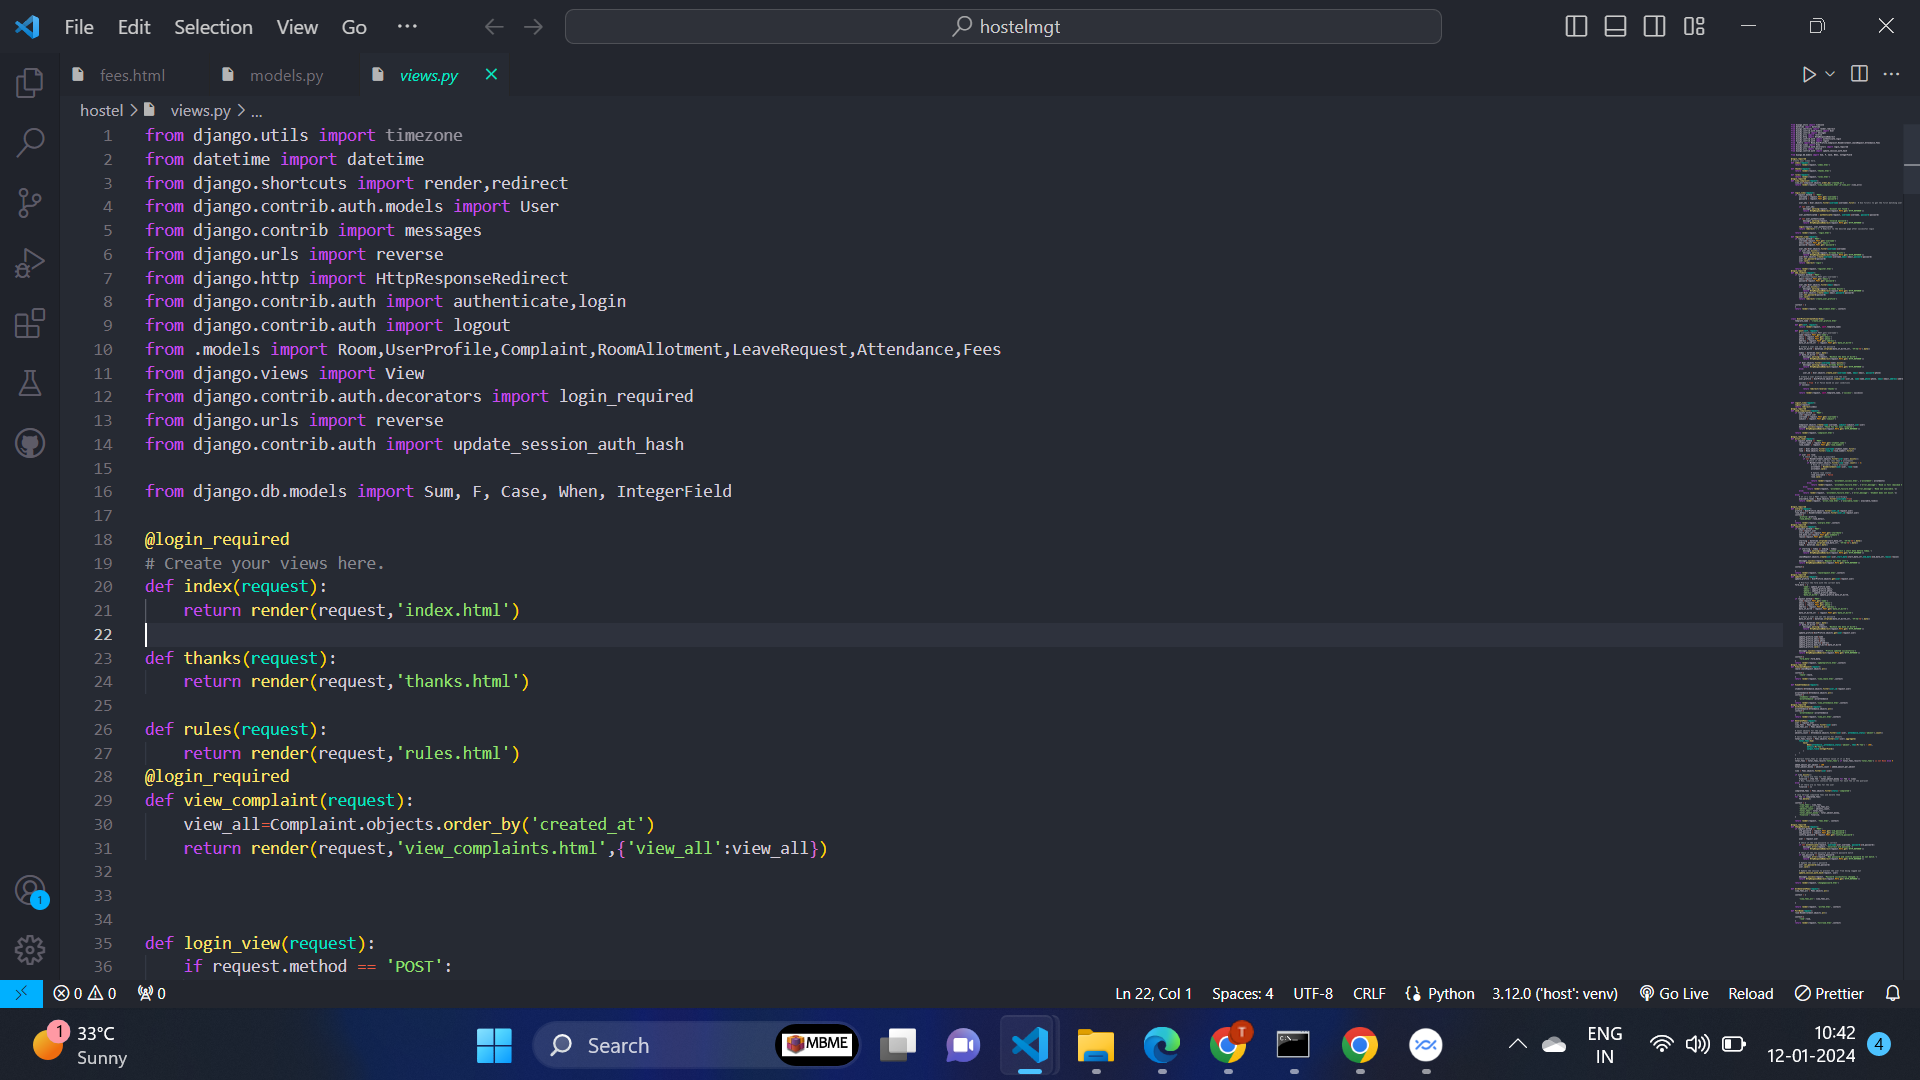 File Edit Selection View Go ···
hostelmgt
fees.html models.py views.py
hostel > views.py > ...
1 from django.utils import timezone
2 from datetime import datetime
3 from django.shortcuts import render,redirect
4 from django.contrib.auth.models import User
5 from django.contrib import messages
6 from django.urls import reverse
7 from django.http import HttpResponseRedirect
8 from django.contrib.auth import authenticate,login
9 from django.contrib.auth import logout
10 from .models import Room,UserProfile,Complaint,RoomAllotment,LeaveRequest,Attendance,Fees
11 from django.views import View
12 from django.contrib.auth.decorators import login_required
13 from django.urls import reverse
14 from django.contrib.auth import update_session_auth_hash
15
16 from django.db.models import Sum, F, Case, When, IntegerField
17
18 @login_required
19 # Create your views here.
20 def index(request):
21     return render(request,'index.html')
22
23 def thanks(request):
24     return render(request,'thanks.html')
25
26 def rules(request):
27     return render(request,'rules.html')
28 @login_required
29 def view_complaint(request):
30     view_all=Complaint.objects.order_by('created_at')
31     return render(request,'view_complaints.html',{'view_all':view_all})
32
33
34
35 def login_view(request):
36     if request.method == 'POST':
1
0 0 0 Ln 22, Col 1 Spaces: 4 UTF-8 CRLF Python 3.12.0 ('host': venv) Go Live Reload Prettier
1 33°C
Sunny
Search MBME T
ENG
IN
10:42
12-01-2024 4